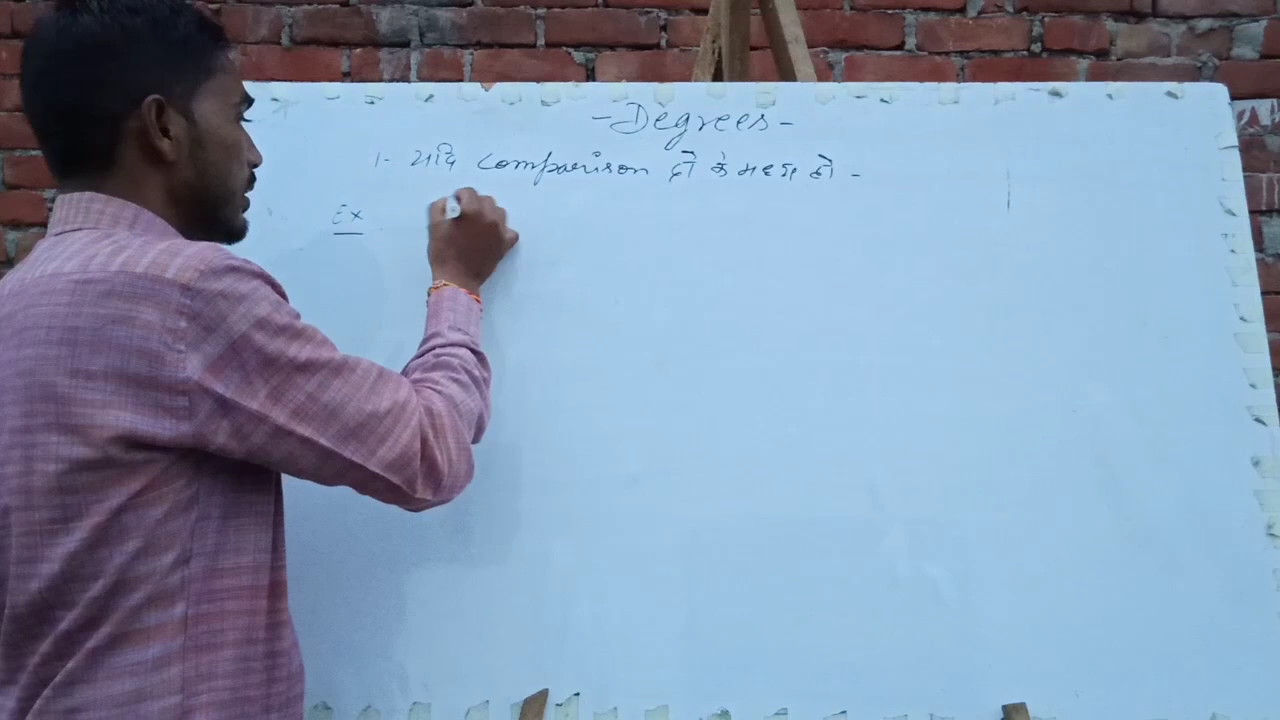 -Degrees-
1- यदि Comparison दो के मध्य हो -
Ex